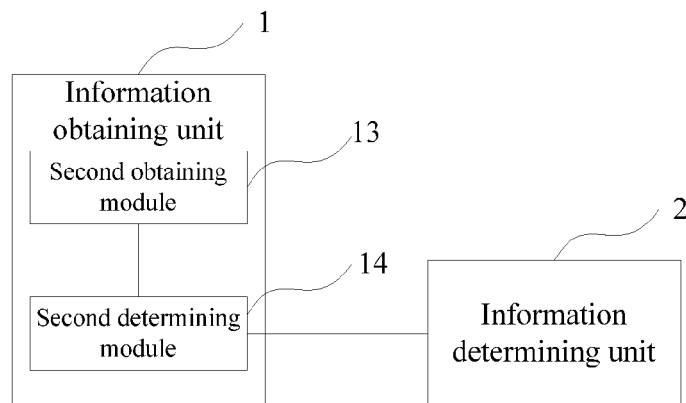 1
Information
obtaining unit
13
Second obtaining
module
2
14
Second determining
module
Information
determining unit